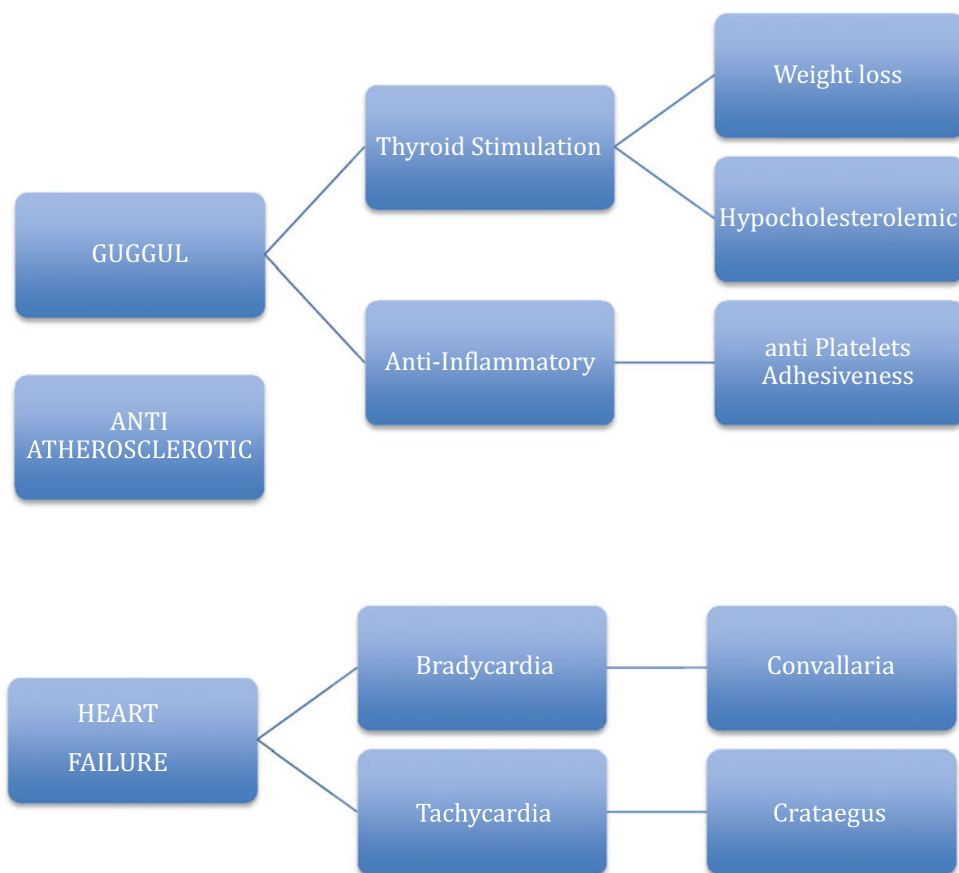 GUGGUL
Thyroid Stimulation
Weight loss
Hypocholesterolemic
Anti-Inflammatory
anti Platelets
Adhesiveness
ANTI
ATHEROSCLEROTIC
HEART
FAILURE
Bradycardia
Convallaria
Tachycardia
Crataegus